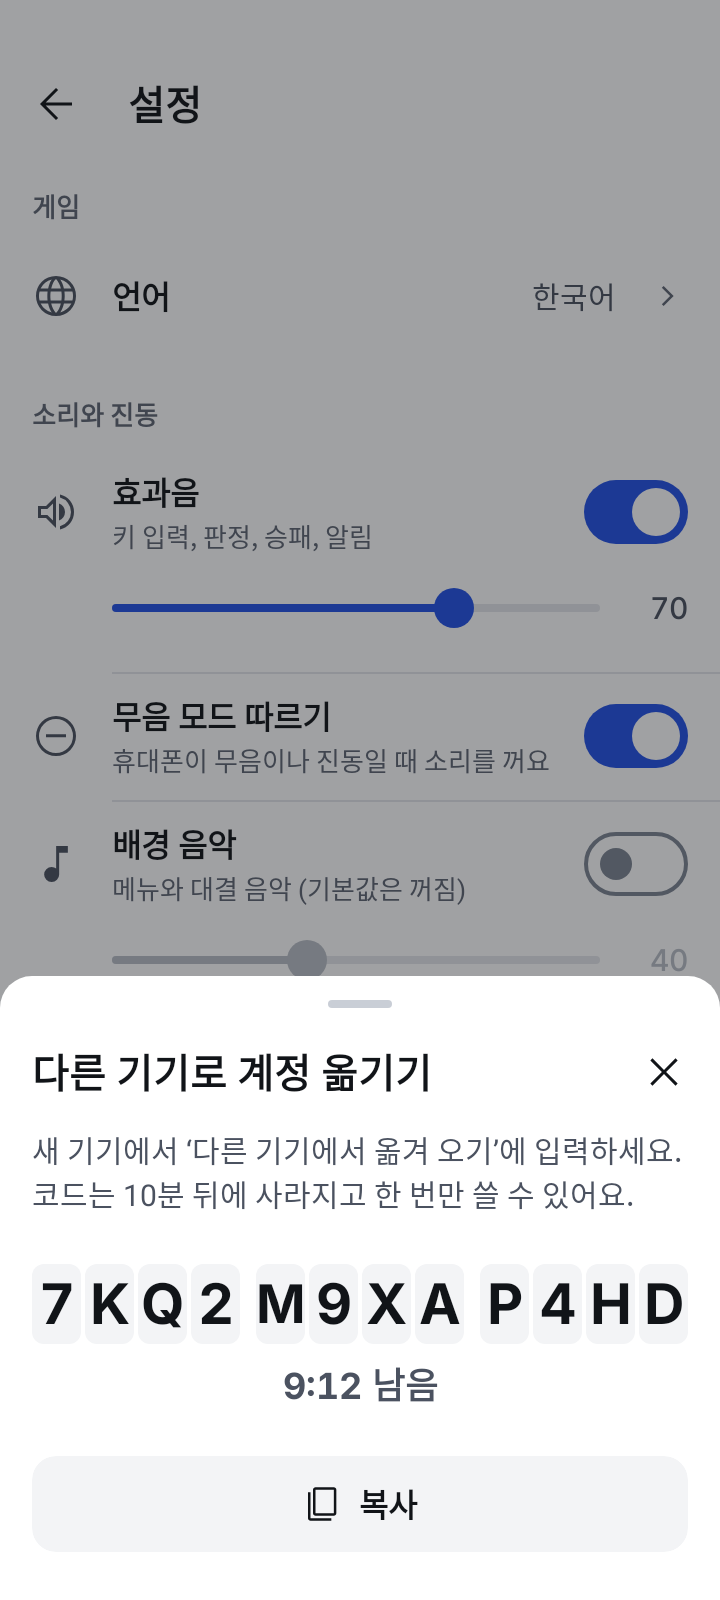 설정
게임
언어 한국어
소리와 진동
효과음
키 입력, 판정, 승패, 알림
70
무음 모드 따르기
휴대폰이 무음이나 진동일 때 소리를 꺼요
배경 음악
메뉴와 대결 음악 (기본값은 꺼짐)
40
다른 기기로 계정 옮기기
새 기기에서 ‘다른 기기에서 옮겨 오기’에 입력하세요.
코드는 10분 뒤에 사라지고 한 번만 쓸 수 있어요.
7KQ2 M9XA P4HD
9:12 남음
복사